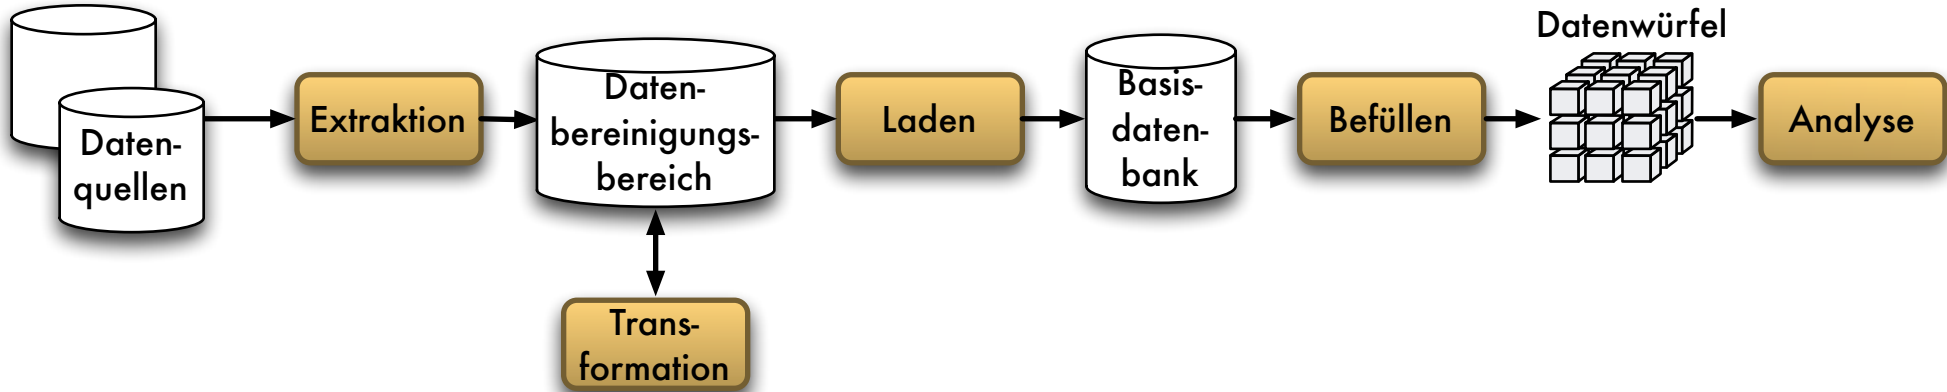 Daten-
quellen
Extraktion
Daten-
bereinigungs-
bereich
Trans-
formation
Laden
Basis-
daten-
bank
Befüllen
Datenwürfel
Analyse